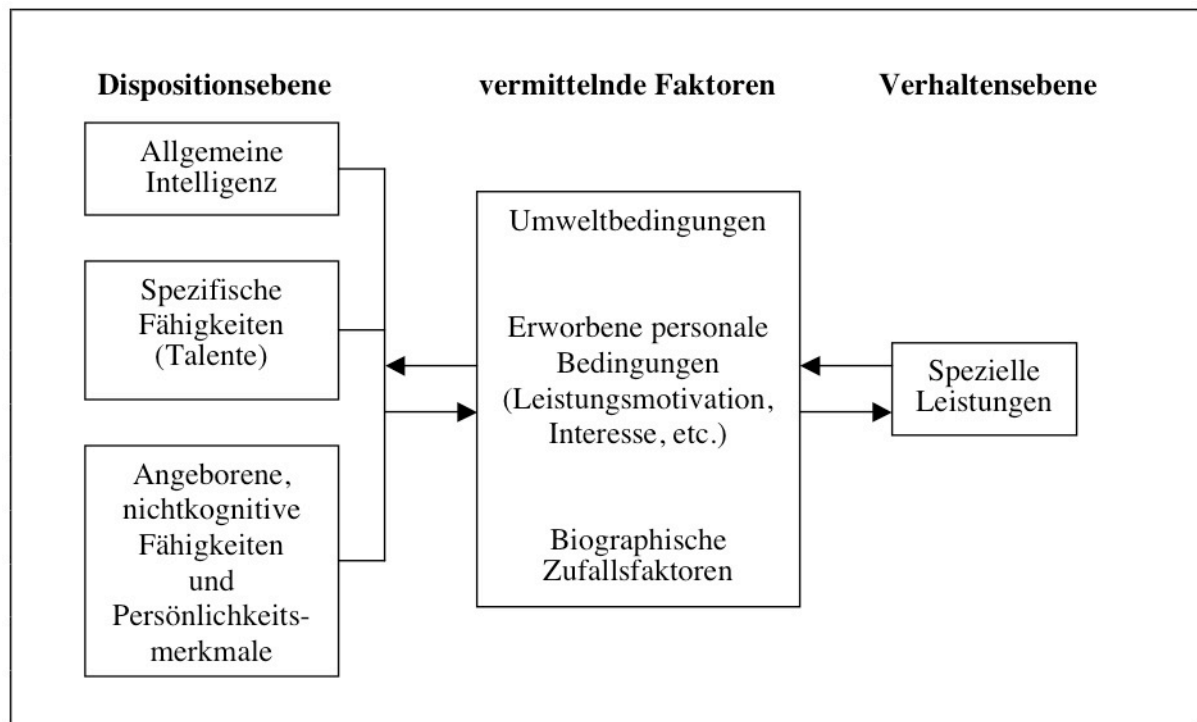 Dispositionsebene
vermittelnde Faktoren
Verhaltensebene
Allgemeine
Intelligenz
Spezifische
Fähigkeiten
(Talente)
Angeborene,
nichtkognitive
Fähigkeiten
und
Persönlichkeits-
merkmale
Umweltbedingungen
Erworbene personale
Bedingungen
(Leistungsmotivation,
Interesse, etc.)
Biographische
Zufallsfaktoren
Spezielle
Leistungen